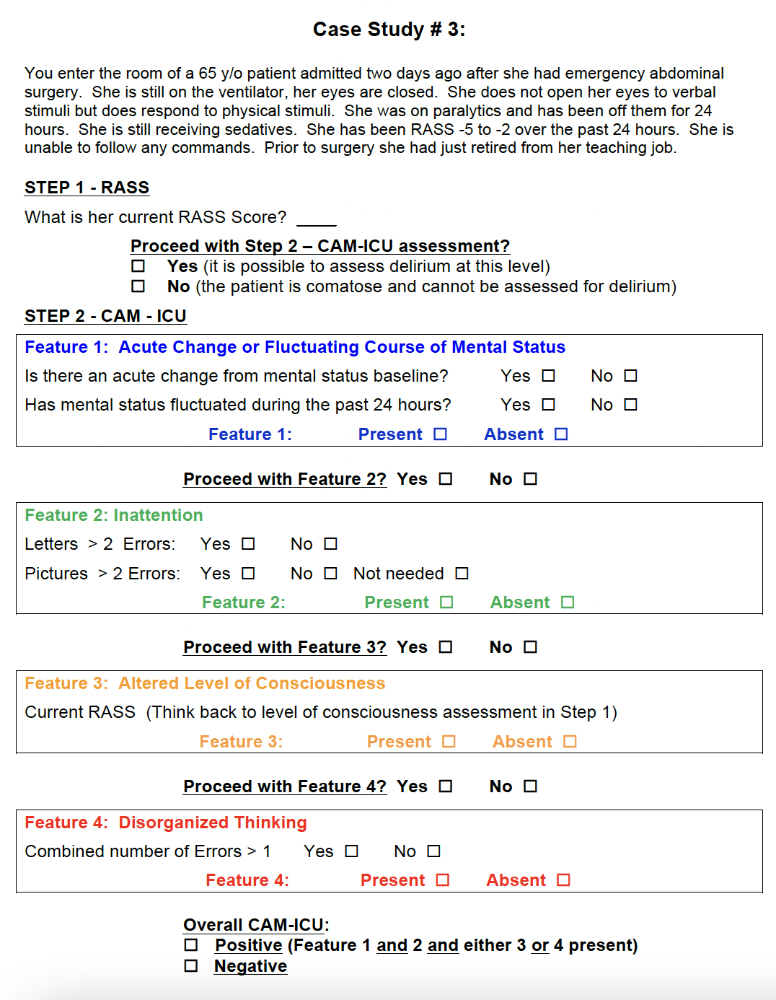 Case Study # 3:
You enter the room of a 65 y/o patient admitted two days ago after she had emergency abdominal
surgery.  She is still on the ventilator, her eyes are closed.  She does not open her eyes to verbal
stimuli but does respond to physical stimuli.  She was on paralytics and has been off them for 24
hours.  She is still receiving sedatives.  She has been RASS -5 to -2 over the past 24 hours.  She is
unable to follow any commands.  Prior to surgery she had just retired from her teaching job.
STEP 1 - RASS
What is her current RASS Score? ____
Proceed with Step 2 – CAM-ICU assessment?
☐ Yes (it is possible to assess delirium at this level)
☐ No (the patient is comatose and cannot be assessed for delirium)
STEP 2 - CAM - ICU
Feature 1:  Acute Change or Fluctuating Course of Mental Status
Is there an acute change from mental status baseline? Yes ☐ No ☐
Has mental status fluctuated during the past 24 hours? Yes ☐ No ☐
Feature 1: Present ☐ Absent ☐
Proceed with Feature 2? Yes ☐ No ☐
Feature 2: Inattention
Letters > 2 Errors: Yes ☐ No ☐
Pictures > 2 Errors: Yes ☐ No ☐ Not needed ☐
Feature 2: Present ☐ Absent ☐
Proceed with Feature 3? Yes ☐ No ☐
Feature 3:  Altered Level of Consciousness
Current RASS  (Think back to level of consciousness assessment in Step 1)
Feature 3: Present ☐ Absent ☐
Proceed with Feature 4? Yes ☐ No ☐
Feature 4:  Disorganized Thinking
Combined number of Errors > 1 Yes ☐ No ☐
Feature 4: Present ☐ Absent ☐
Overall CAM-ICU:
☐ Positive (Feature 1 and 2 and either 3 or 4 present)
☐ Negative